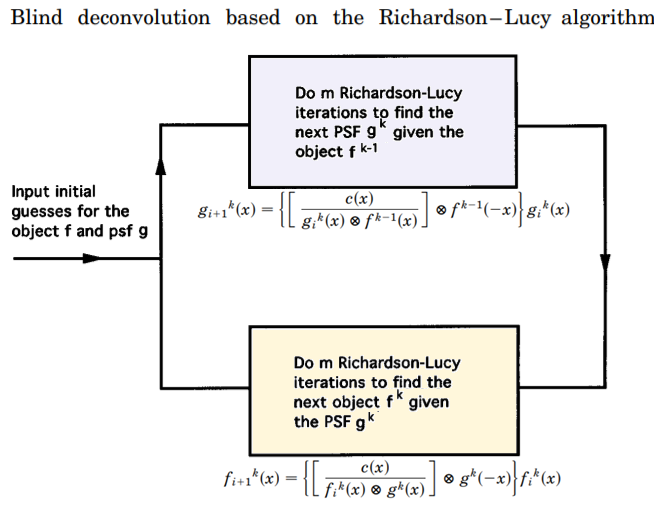 Blind deconvolution based on the Richardson–Lucy algorithm
Do m Richardson-Lucy
iterations to find the
next PSF g^k given the
object f^{k-1}
Input initial
guesses for the
object f and psf g
g_{i+1}^k(x) = {[c(x) / (g_i^k(x) ⊗ f^{k−1}(x))] ⊗ f^{k−1}(−x)} g_i^k(x)
Do m Richardson-Lucy
iterations to find the
next object f^k given
the PSF g^k
f_{i+1}^k(x) = {[c(x) / (f_i^k(x) ⊗ g^k(x))] ⊗ g^k(−x)} f_i^k(x)